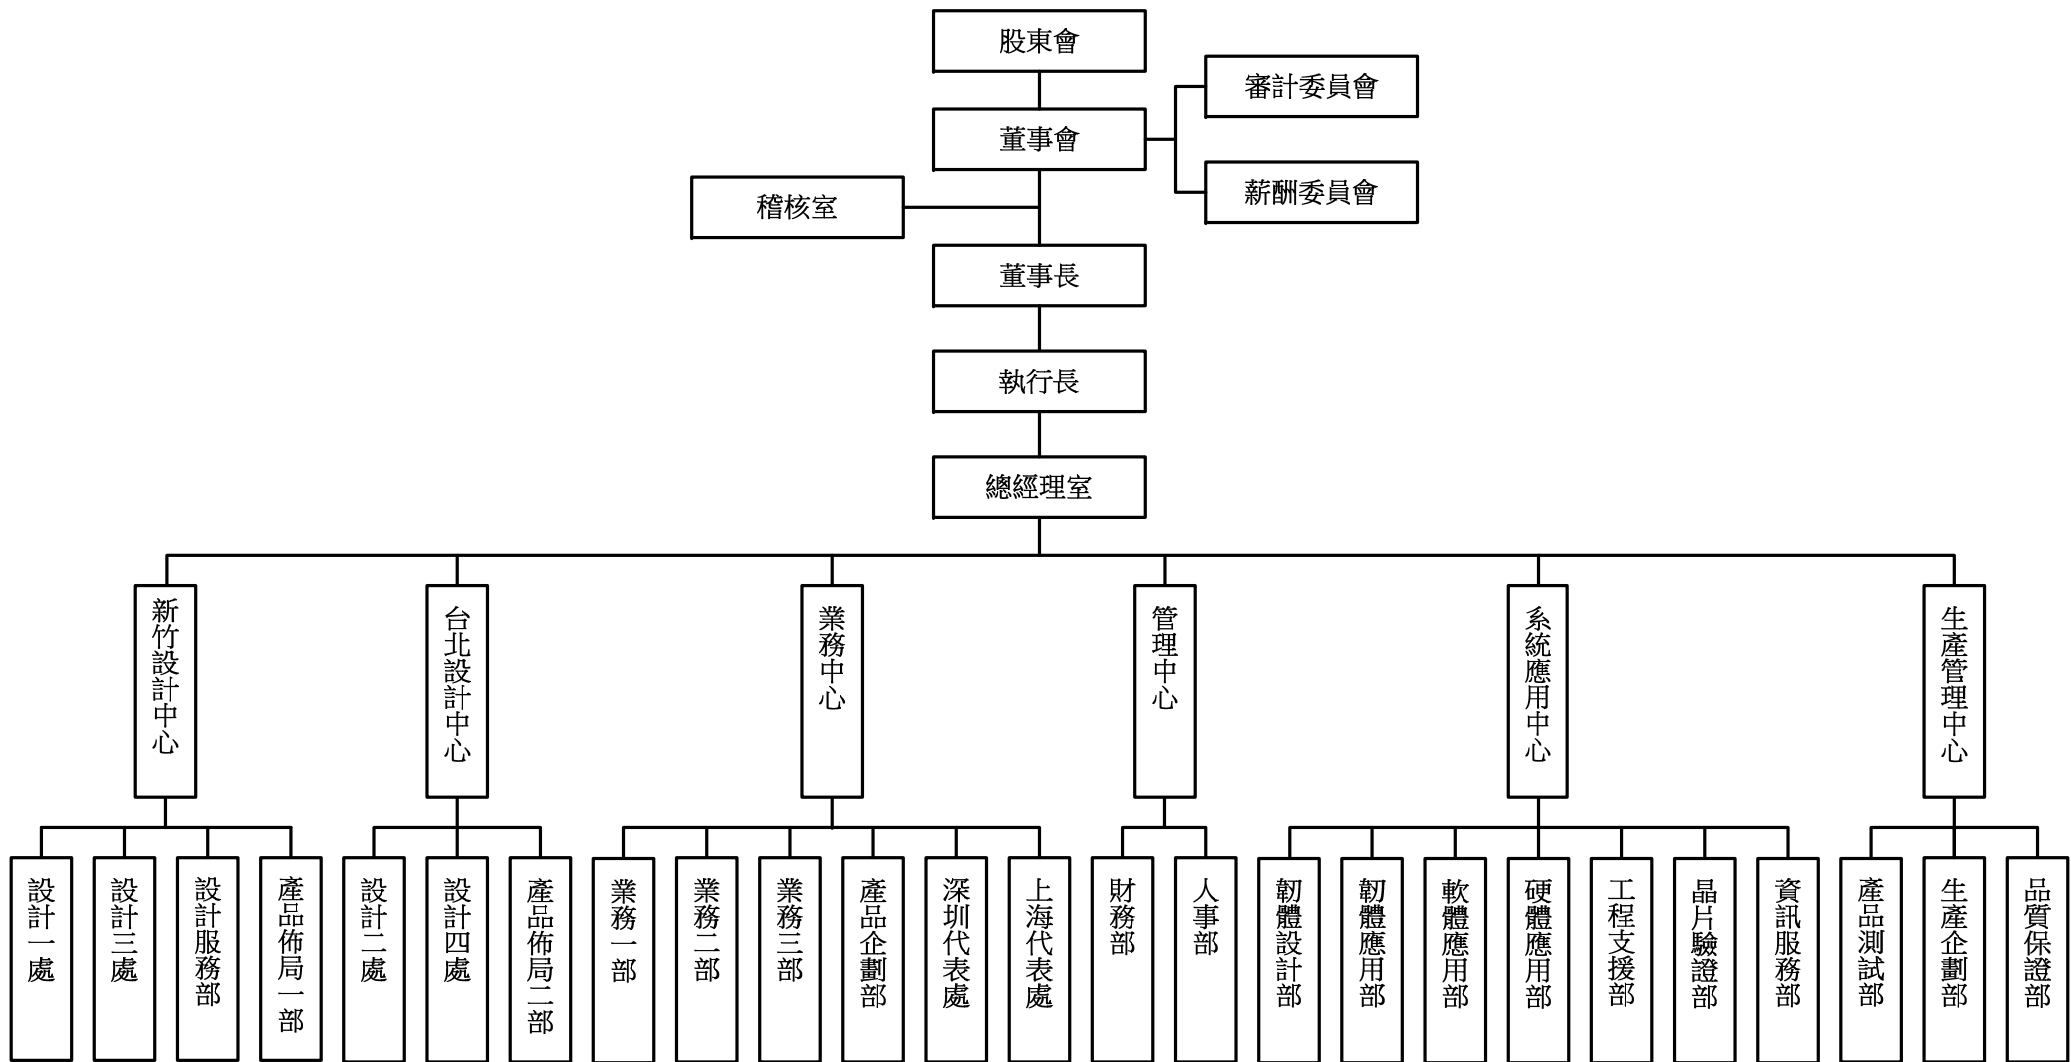 股東會
審計委員會
董事會
薪酬委員會
稽核室
董事長
執行長
總經理室
新竹設計中心
台北設計中心
業務中心
管理中心
系統應用中心
生產管理中心
設計一處
設計三處
設計服務部
產品佈局一部
設計二處
設計四處
產品佈局二部
業務一部
業務二部
業務三部
產品企劃部
深圳代表處
上海代表處
財務部
人事部
韌體設計部
韌體應用部
軟體應用部
硬體應用部
工程支援部
晶片驗證部
資訊服務部
產品測試部
生產企劃部
品質保證部